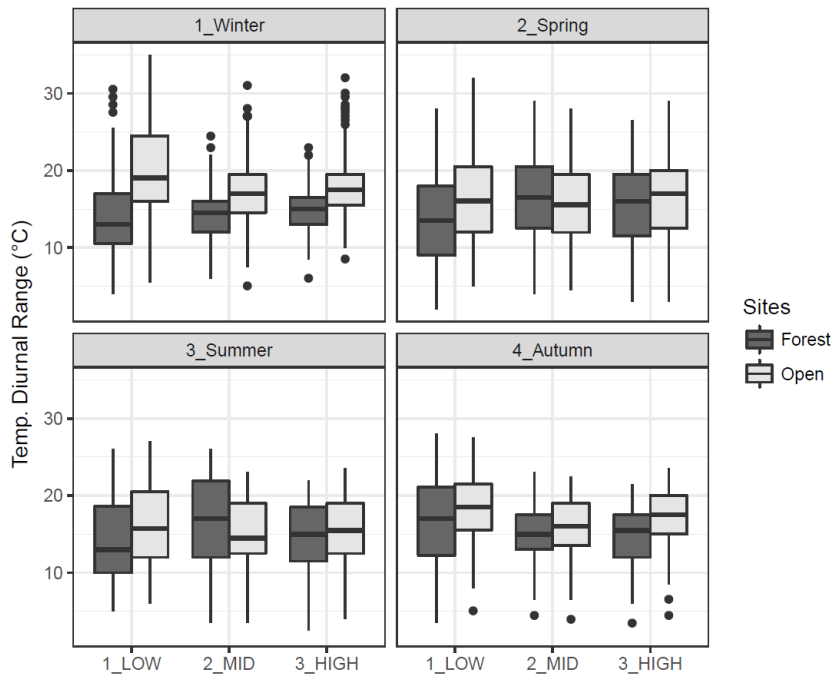 1_Winter
2_Spring
30
20
10
3_Summer
4_Autumn
30
20
10
1_LOW
2_MID
3_HIGH
1_LOW
2_MID
3_HIGH
Temp. Diurnal Range (°C)
Sites
Forest
Open